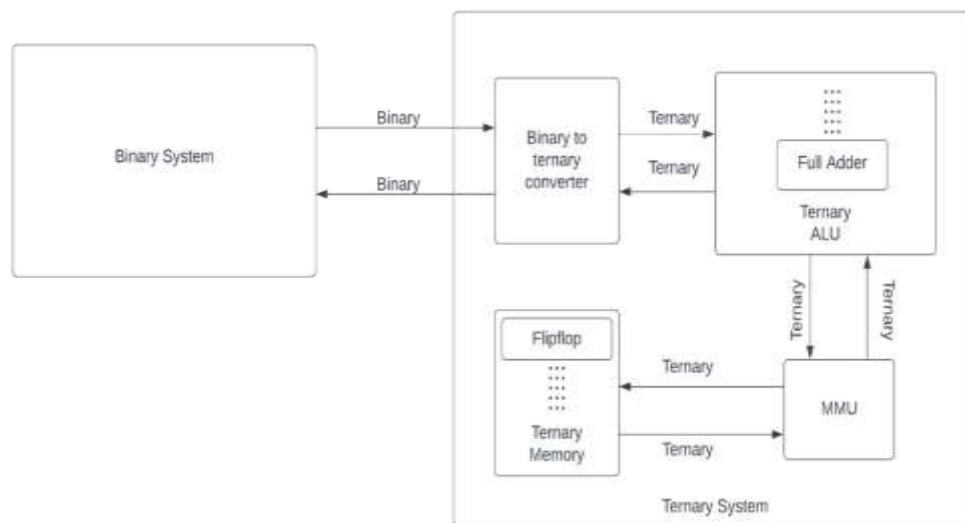 Binary System
Binary
Binary
Binary to
ternary
converter
Ternary
Ternary
Full Adder
Ternary
ALU
Ternary
Ternary
Flipflop
Ternary
Memory
Ternary
Ternary
MMU
Ternary System